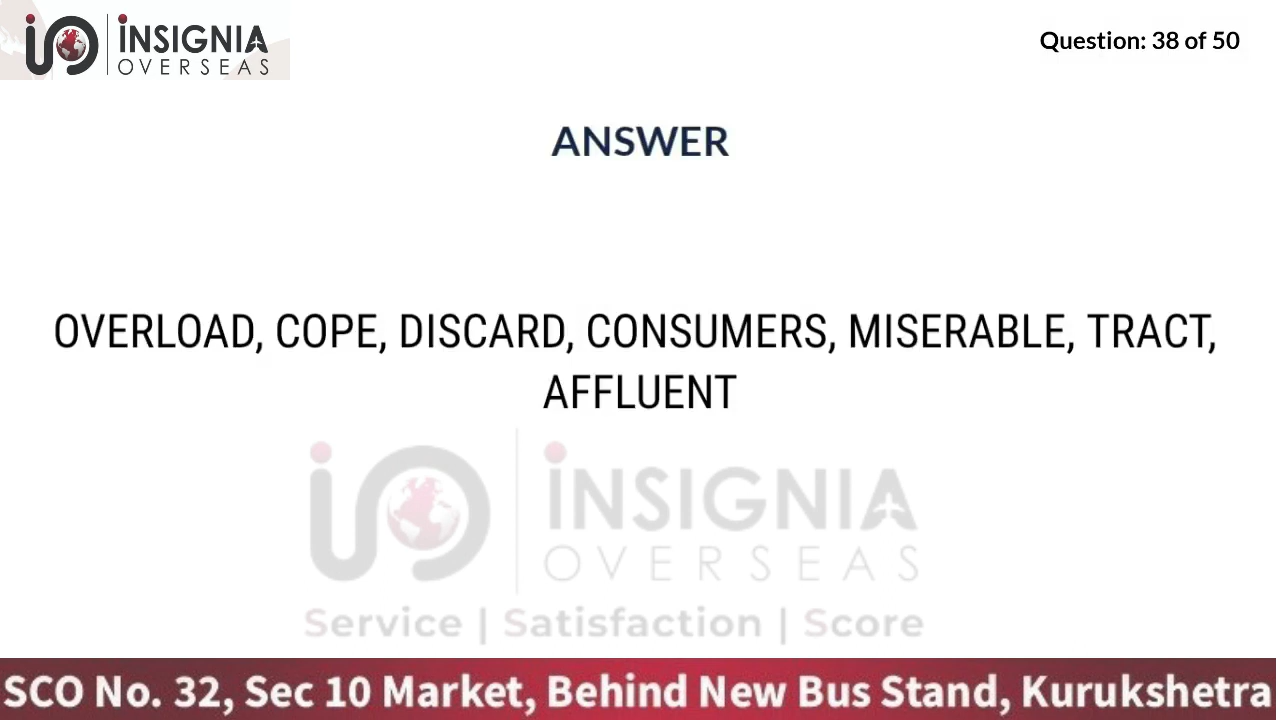 INSIGNIA
OVERSEAS
Question: 38 of 50
ANSWER
OVERLOAD, COPE, DISCARD, CONSUMERS, MISERABLE, TRACT,
AFFLUENT
INSIGNIA
OVERSEAS
Service | Satisfaction | Score
SCO No. 32, Sec 10 Market, Behind New Bus Stand, Kurukshetra